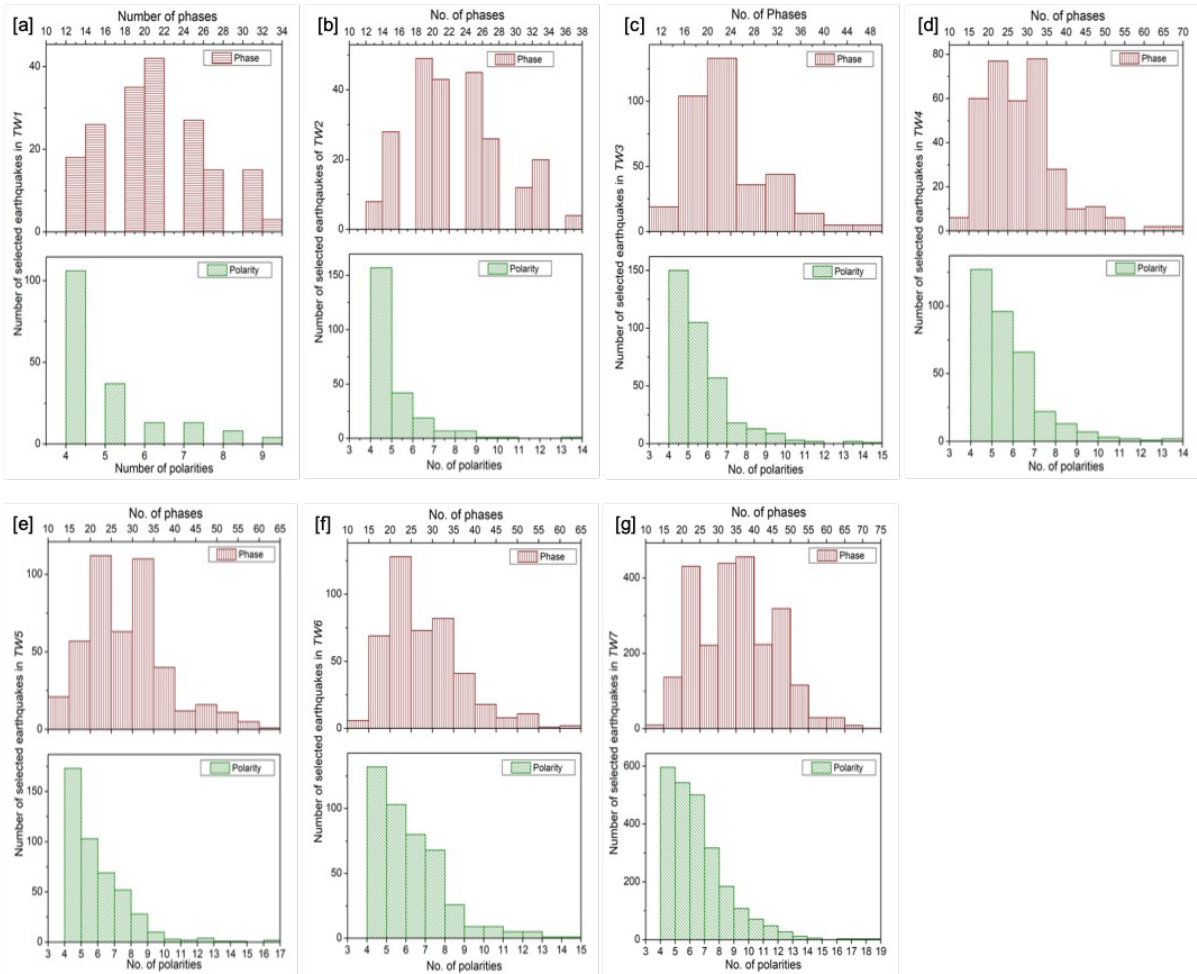 [a]
Number of phases
10 12 14 16 18 20 22 24 26 28 30 32 34
Phase
40
20
0
Number of selected earthquakes in TW1
Polarity
100
50
0
4 5 6 7 8 9
Number of polarities
[b]
No. of phases
10 12 14 16 18 20 22 24 26 28 30 32 34 36 38
Phase
40
20
0
Number of selected earthqaukes of TW2
Polarity
150
100
50
0
3 4 5 6 7 8 9 10 11 12 13 14
No. of polarities
[c]
No. of Phases
12 16 20 24 28 32 36 40 44 48
Phase
100
50
0
Number of selected earthquakes in TW3
Polarity
150
100
50
0
3 4 5 6 7 8 9 10 11 12 13 14 15
No. of polarities
[d]
No. of phases
10 15 20 25 30 35 40 45 50 55 60 65 70
Phase
80
60
40
20
0
Number of selected earthquakes in TW4
Polarity
100
50
0
3 4 5 6 7 8 9 10 11 12 13 14
No. of polarities
[e]
No. of phases
10 15 20 25 30 35 40 45 50 55 60 65
Phase
100
50
0
Number of selected earthquakes in TW5
Polarity
150
100
50
0
3 4 5 6 7 8 9 10 11 12 13 14 15 16 17
No. of polarities
[f]
No. of phases
10 15 20 25 30 35 40 45 50 55 60 65
Phase
100
50
0
Number of selected earthquakes in TW6
Polarity
100
50
0
3 4 5 6 7 8 9 10 11 12 13 14 15
No. of polarities
[g]
No. of phases
10 15 20 25 30 35 40 45 50 55 60 65 70 75
Phase
400
200
0
Number of selected earthquakes in TW7
Polarity
600
400
200
0
3 4 5 6 7 8 9 10 11 12 13 14 15 16 17 18 19
No. of polarities